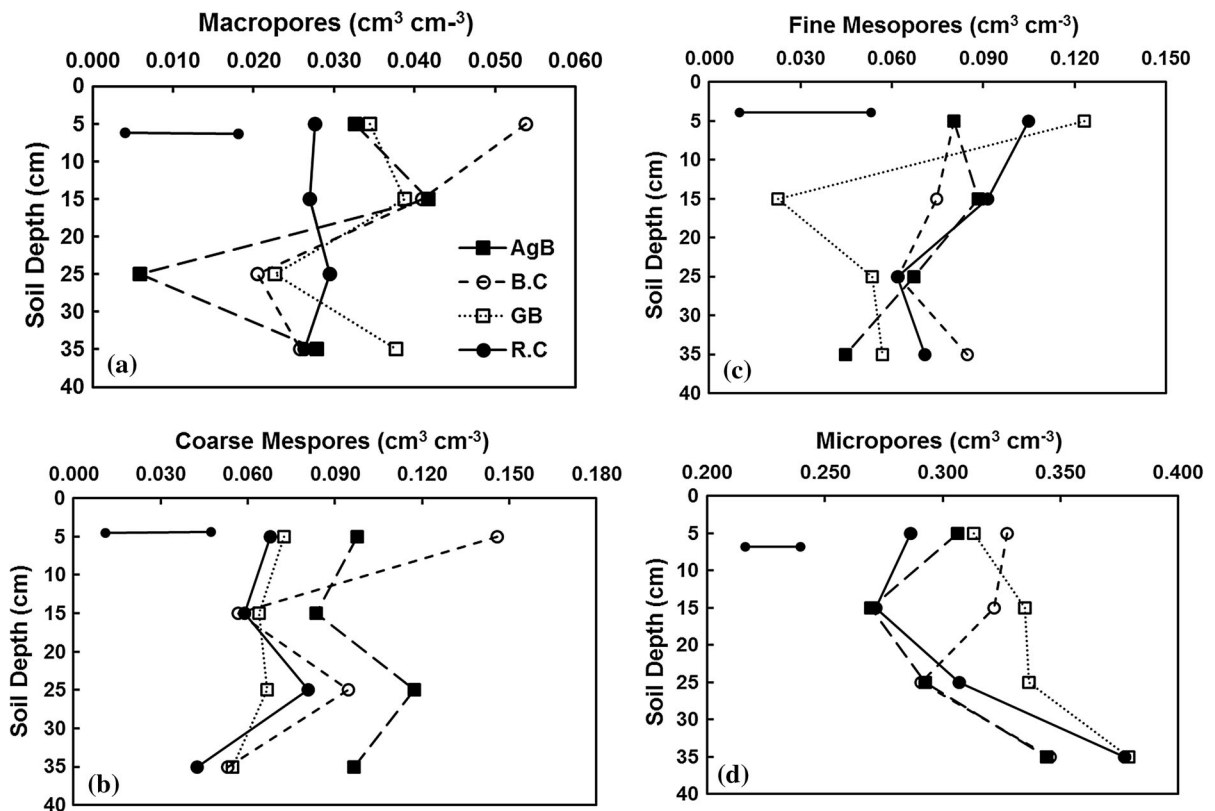 Macropores (cm³ cm-³)
0.000 0.010 0.020 0.030 0.040 0.050 0.060
0
5
10
15
20
25
30
35
40
Soil Depth (cm)
AgB
B.C
GB
R.C
(a)
Fine Mesopores (cm³ cm-³)
0.000 0.030 0.060 0.090 0.120 0.150
0
5
10
15
20
25
30
35
40
Soil Depth (cm)
(c)
Coarse Mespores (cm³ cm-³)
0.000 0.030 0.060 0.090 0.120 0.150 0.180
0
5
10
15
20
25
30
35
40
Soil Depth (cm)
(b)
Micropores (cm³ cm-³)
0.200 0.250 0.300 0.350 0.400
0
5
10
15
20
25
30
35
40
Soil Depth (cm)
(d)